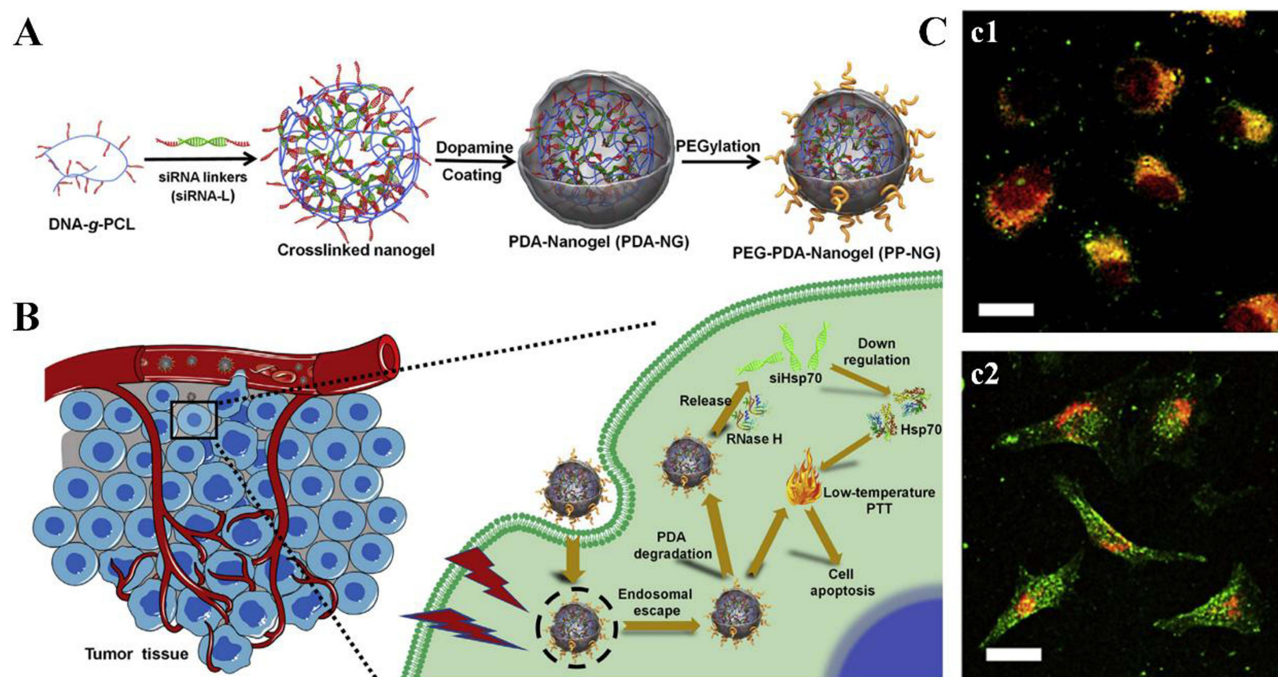 A
siRNA linkers
(siRNA-L)
DNA-g-PCL
Crosslinked nanogel
Dopamine
Coating
PDA-Nanogel (PDA-NG)
PEGylation
PEG-PDA-Nanogel (PP-NG)
B
Tumor tissue
Endosomal
escape
PDA
degradation
Release
RNase H
siHsp70
Down
regulation
Hsp70
Low-temperature
PTT
Cell
apoptosis
C
c1
c2